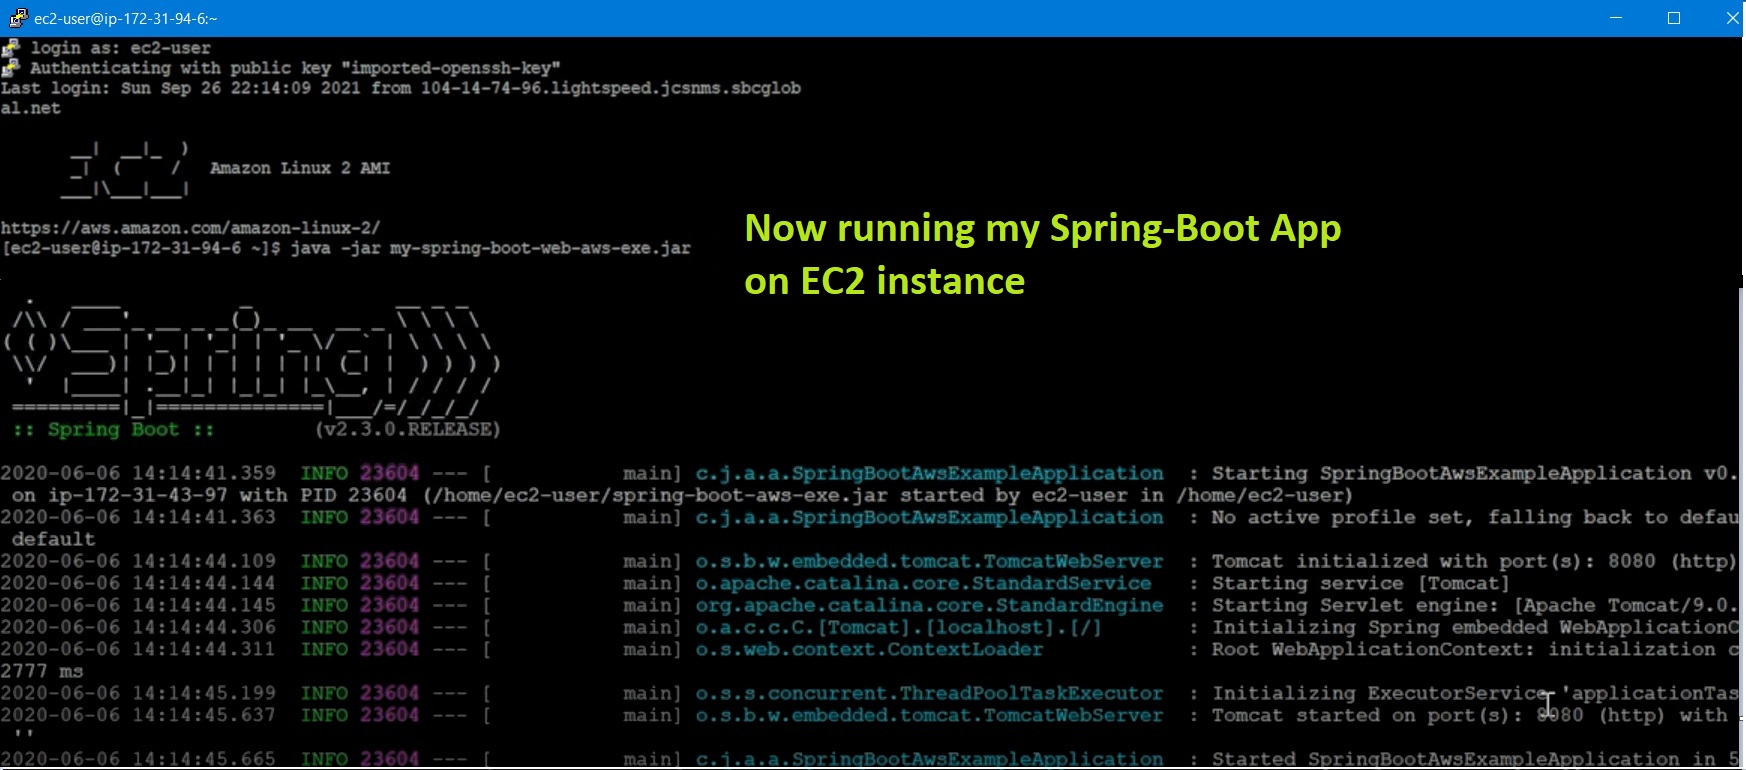 ec2-user@ip-172-31-94-6:~
login as: ec2-user
Authenticating with public key "imported-openssh-key"
Last login: Sun Sep 26 22:14:09 2021 from 104-14-74-96.lightspeed.jcsnms.sbcglob
al.net
Amazon Linux 2 AMI
https://aws.amazon.com/amazon-linux-2/
[ec2-user@ip-172-31-94-6 ~]$ java -jar my-spring-boot-web-aws-exe.jar
Now running my Spring-Boot App
on EC2 instance
Spring
:: Spring Boot :: (v2.3.0.RELEASE)
2020-06-06 14:14:41.359 INFO 23604 --- [ main] c.j.a.a.SpringBootAwsExampleApplication : Starting SpringBootAwsExampleApplication v0.
on ip-172-31-43-97 with PID 23604 (/home/ec2-user/spring-boot-aws-exe.jar started by ec2-user in /home/ec2-user)
2020-06-06 14:14:41.363 INFO 23604 --- [ main] c.j.a.a.SpringBootAwsExampleApplication : No active profile set, falling back to defau
default
2020-06-06 14:14:44.109 INFO 23604 --- [ main] o.s.b.w.embedded.tomcat.TomcatWebServer : Tomcat initialized with port(s): 8080 (http)
2020-06-06 14:14:44.144 INFO 23604 --- [ main] o.apache.catalina.core.StandardService : Starting service [Tomcat]
2020-06-06 14:14:44.145 INFO 23604 --- [ main] org.apache.catalina.core.StandardEngine : Starting Servlet engine: [Apache Tomcat/9.0.
2020-06-06 14:14:44.306 INFO 23604 --- [ main] o.a.c.c.C.[Tomcat].[localhost].[/] : Initializing Spring embedded WebApplicationC
2020-06-06 14:14:44.311 INFO 23604 --- [ main] o.s.web.context.ContextLoader : Root WebApplicationContext: initialization c
2777 ms
2020-06-06 14:14:45.199 INFO 23604 --- [ main] o.s.s.concurrent.ThreadPoolTaskExecutor : Initializing ExecutorService 'applicationTas
2020-06-06 14:14:45.637 INFO 23604 --- [ main] o.s.b.w.embedded.tomcat.TomcatWebServer : Tomcat started on port(s): 8080 (http) with
''
2020-06-06 14:14:45.665 INFO 23604 --- [ main] c.j.a.a.SpringBootAwsExampleApplication : Started SpringBootAwsExampleApplication in 5